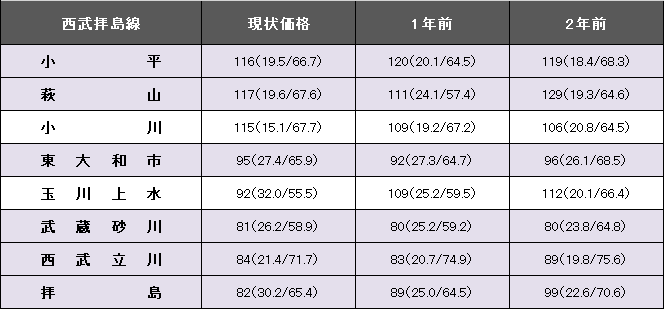 西武拝島線 現状価格 1年前 2年前
小平 116(19.5/66.7) 120(20.1/64.5) 119(18.4/68.3)
萩山 117(19.6/67.6) 111(24.1/57.4) 129(19.3/64.6)
小川 115(15.1/67.7) 109(19.2/67.2) 106(20.8/64.5)
東大和市 95(27.4/65.9) 92(27.3/64.7) 96(26.1/68.5)
玉川上水 92(32.0/55.5) 109(25.2/59.5) 112(20.1/66.4)
武蔵砂川 81(26.2/58.9) 80(25.2/59.2) 80(23.8/64.8)
西武立川 84(21.4/71.7) 83(20.7/74.9) 89(19.8/75.6)
拝島 82(30.2/65.4) 89(25.0/64.5) 99(22.6/70.6)